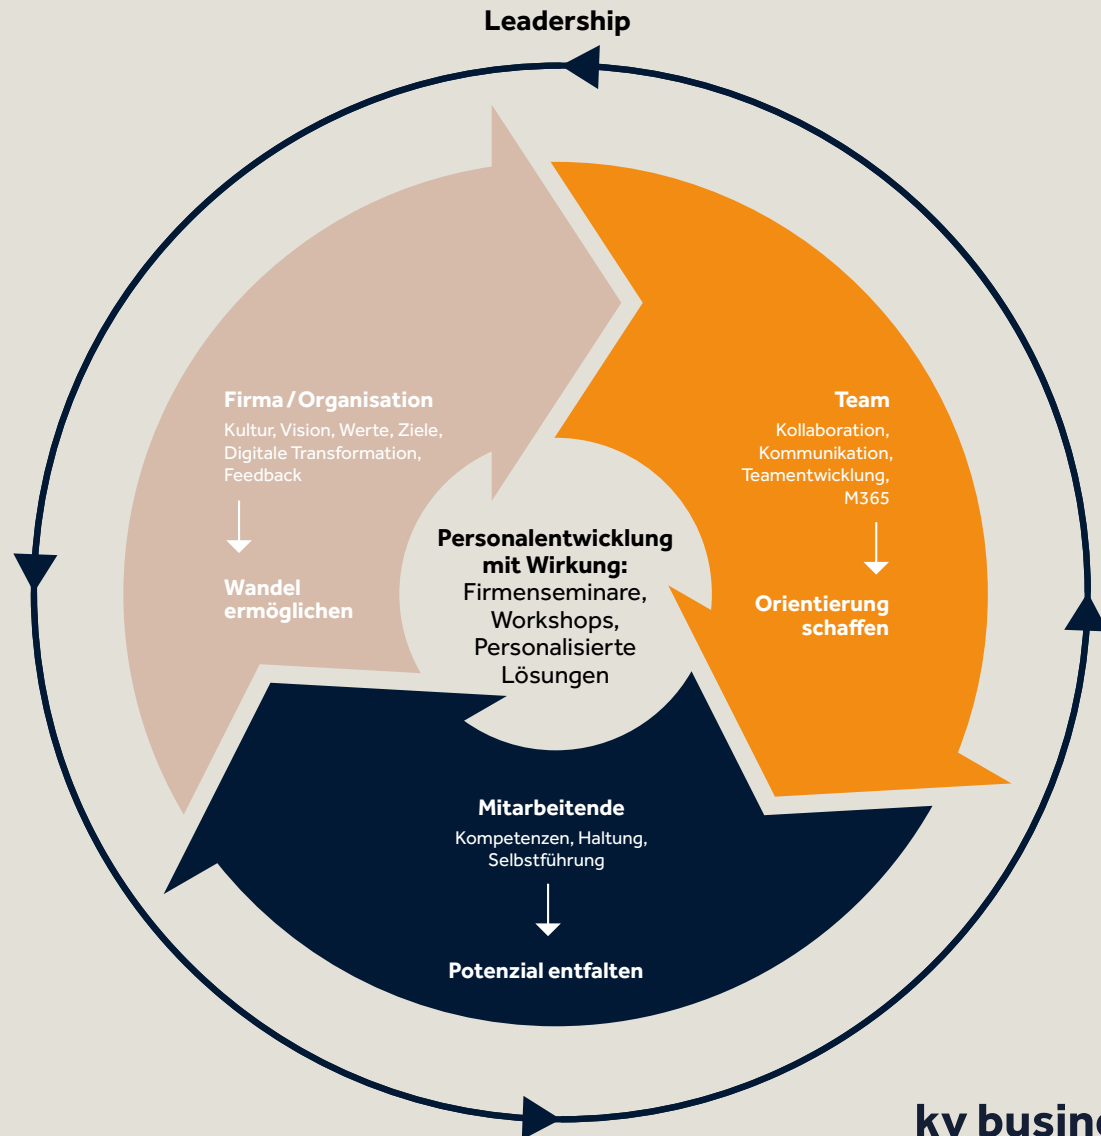 Leadership
Firma/Organisation
Kultur, Vision, Werte, Ziele,
Digitale Transformation,
Feedback
Wandel
ermöglichen
Team
Kollaboration,
Kommunikation,
Teamentwicklung,
M365
Orientierung
schaffen
Personalentwicklung
mit Wirkung:
Firmenseminare,
Workshops,
Personalisierte
Lösungen
Mitarbeitende
Kompetenzen, Haltung,
Selbstführung
Potenzial entfalten
kv